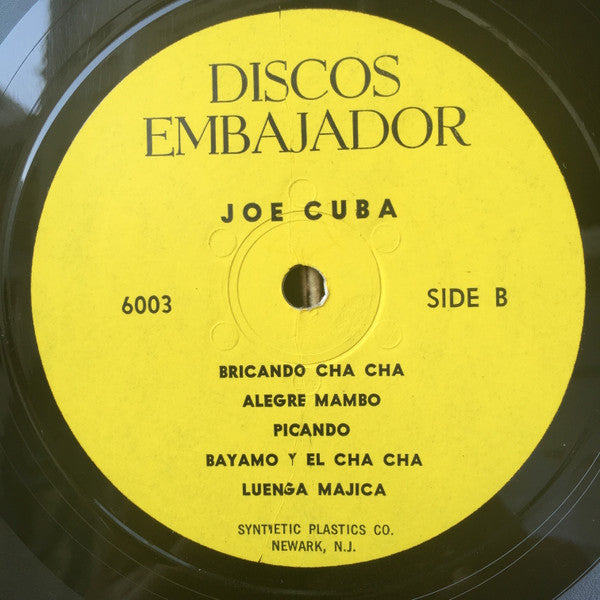 DISCOS
EMBAJADOR
JOE CUBA
6003
SIDE B
BRICANDO CHA CHA
ALEGRE MAMBO
PICANDO
BAYAMO Y EL CHA CHA
LUENGA MAJICA
SYNTHETIC PLASTICS CO.
NEWARK, N.J.